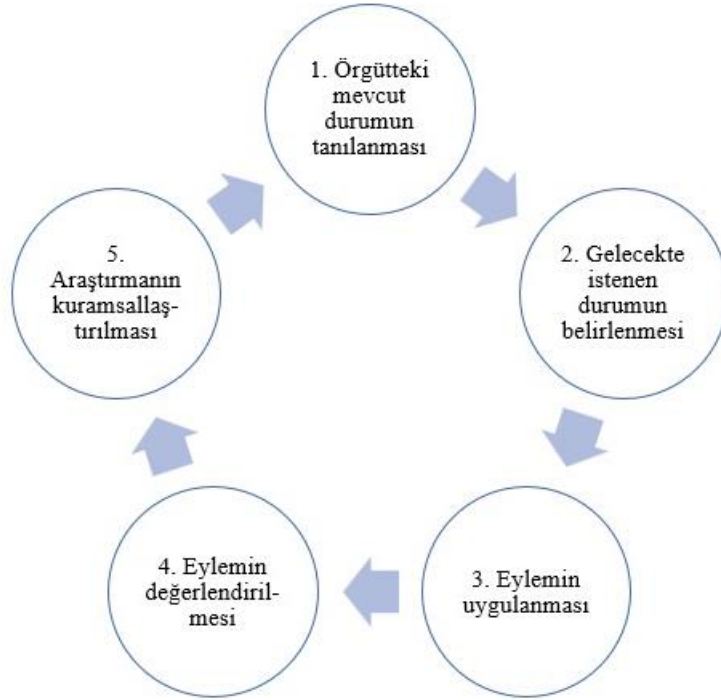 1. Örgütteki
mevcut
durumun
tanılanması
2. Gelecekte
istenen
durumun
belirlenmesi
3. Eylemin
uygulanması
4. Eylemin
değerlendiril-
mesi
5.
Araştırmanın
kuramsallaş-
tırılması